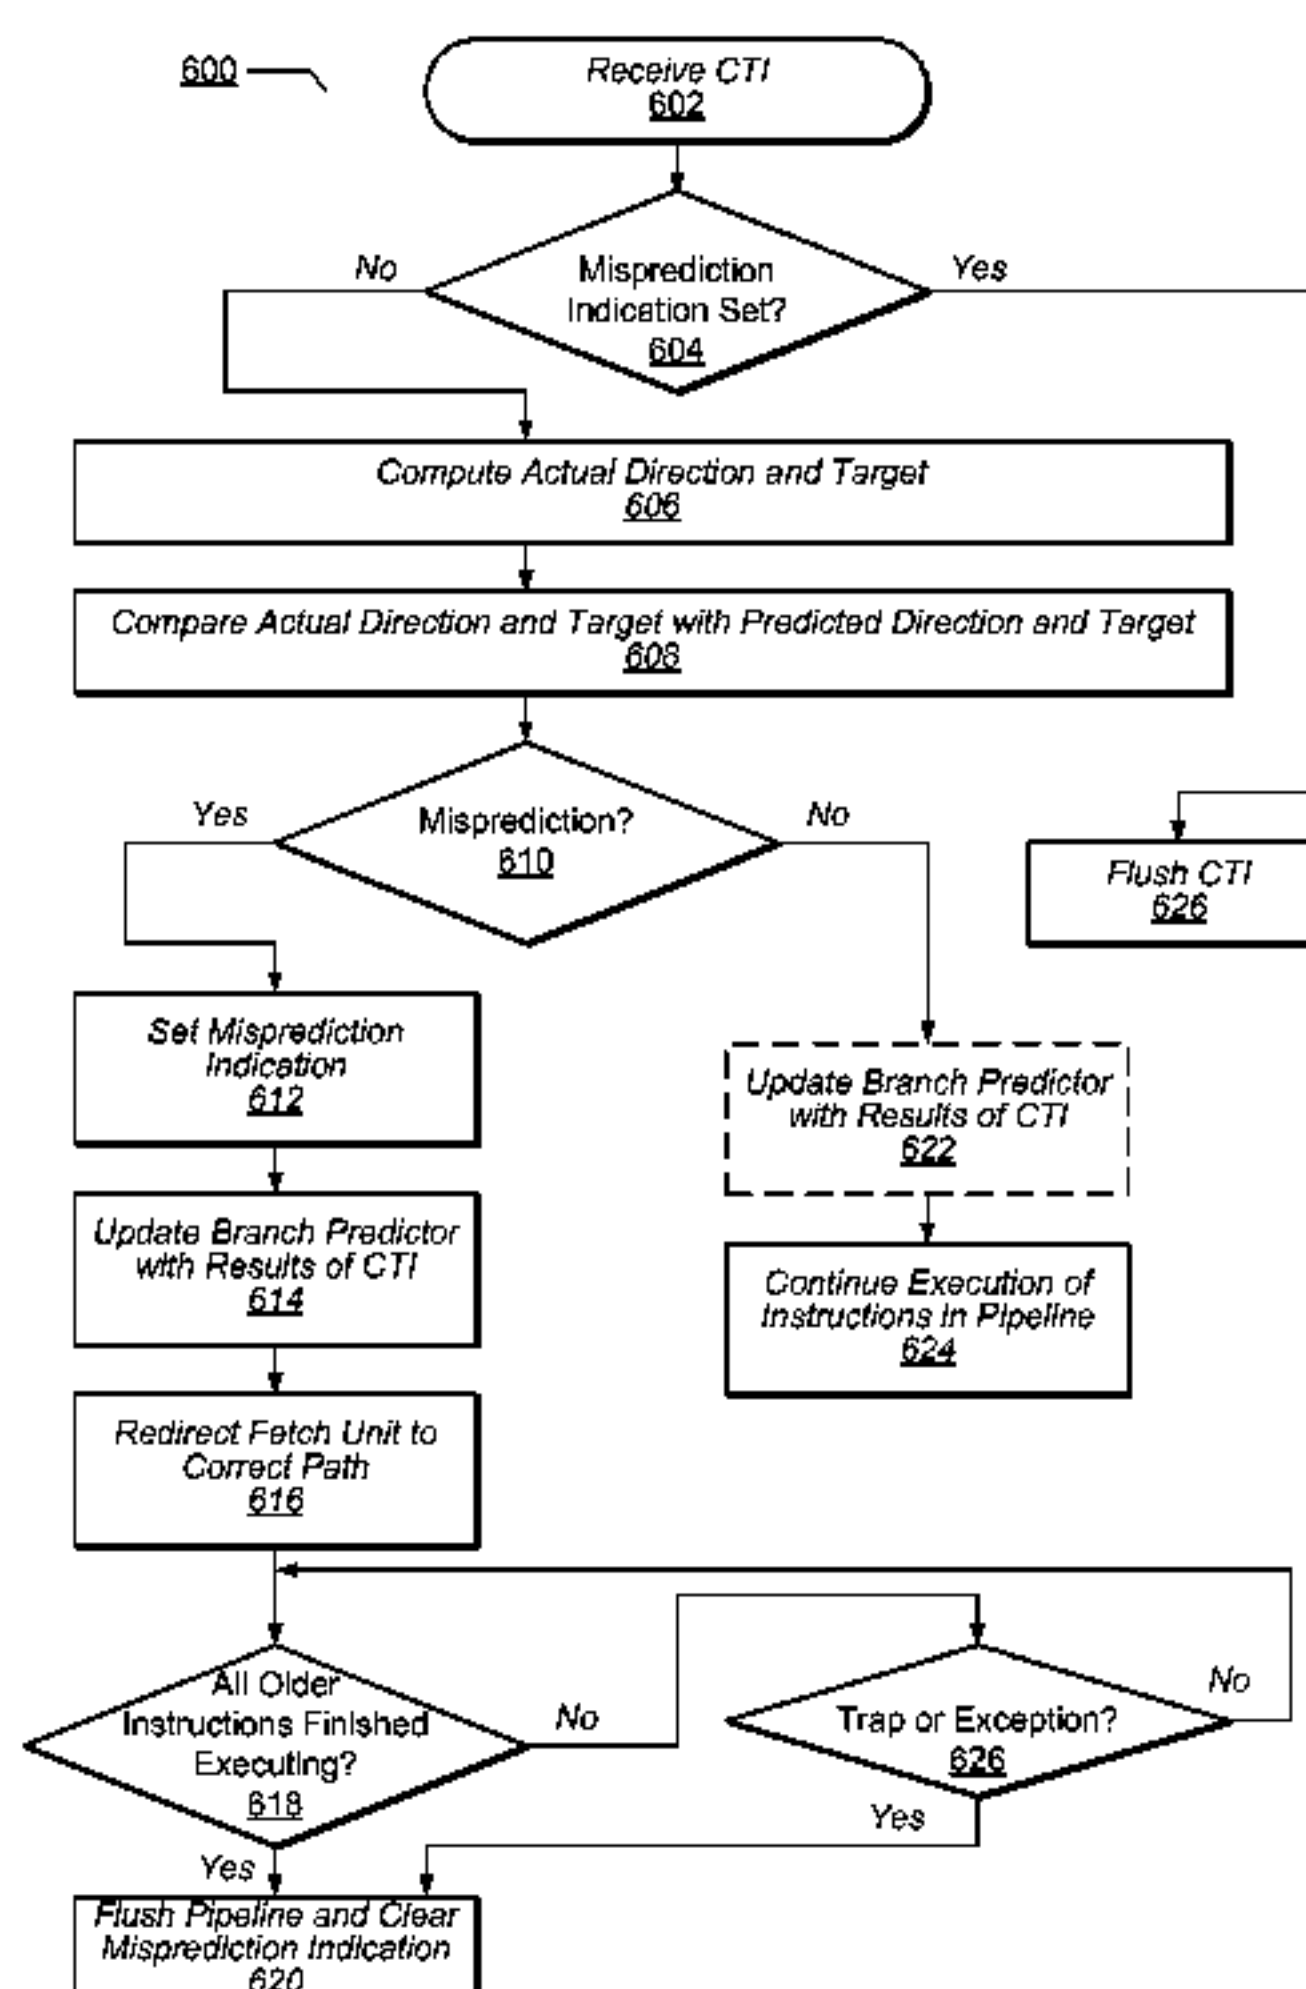 600
Receive CTI
602
No
Misprediction
Indication Set?
604
Yes
Compute Actual Direction and Target
606
Compare Actual Direction and Target with Predicted Direction and Target
608
Yes
Misprediction?
610
No
Flush CTI
626
Set Misprediction
Indication
612
Update Branch Predictor
with Results of CTI
622
Update Branch Predictor
with Results of CTI
614
Continue Execution of
Instructions in Pipeline
624
Redirect Fetch Unit to
Correct Path
616
All Older
Instructions Finished
Executing?
618
No
Trap or Exception?
626
No
Yes
Yes
Flush Pipeline and Clear
Misprediction Indication
620